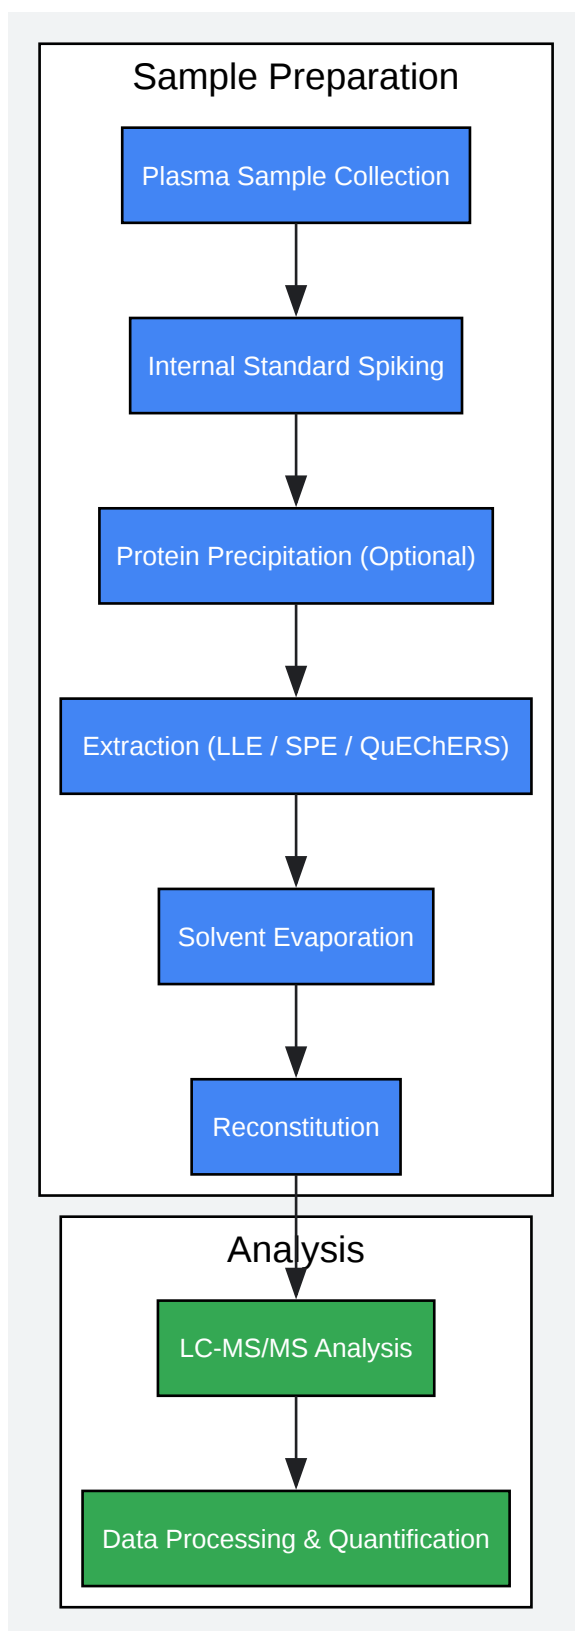 Sample Preparation
Plasma Sample Collection
Internal Standard Spiking
Protein Precipitation (Optional)
Extraction (LLE / SPE / QuEChERS)
Solvent Evaporation
Reconstitution
Analysis
LC-MS/MS Analysis
Data Processing & Quantification